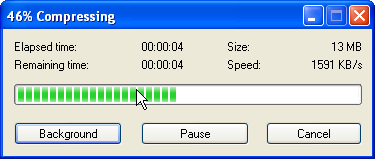 46% Compressing
Elapsed time: 00:00:04 Size: 13 MB
Remaining time: 00:00:04 Speed: 1591 KB/s
Background Pause Cancel